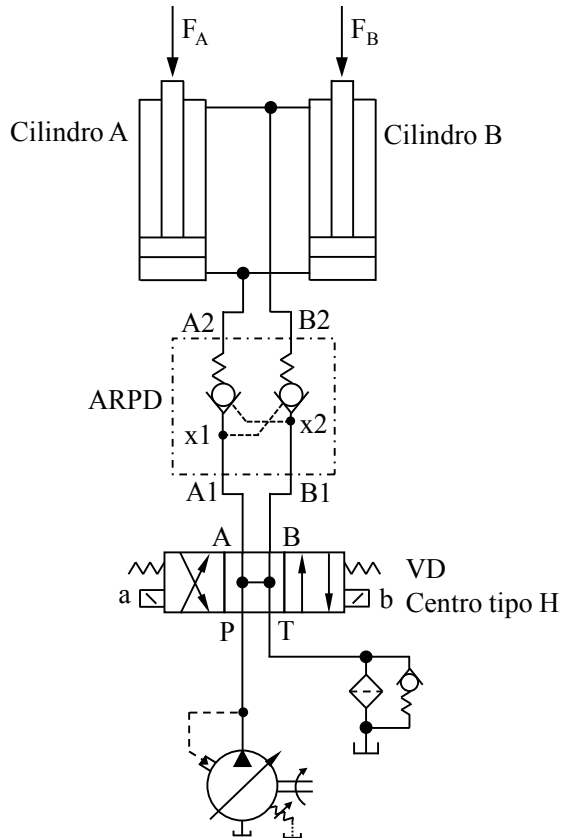 F_A F_B
Cilindro A Cilindro B
A2 B2
ARPD
x1 x2
A1 B1
A B
VD
a b Centro tipo H
P T